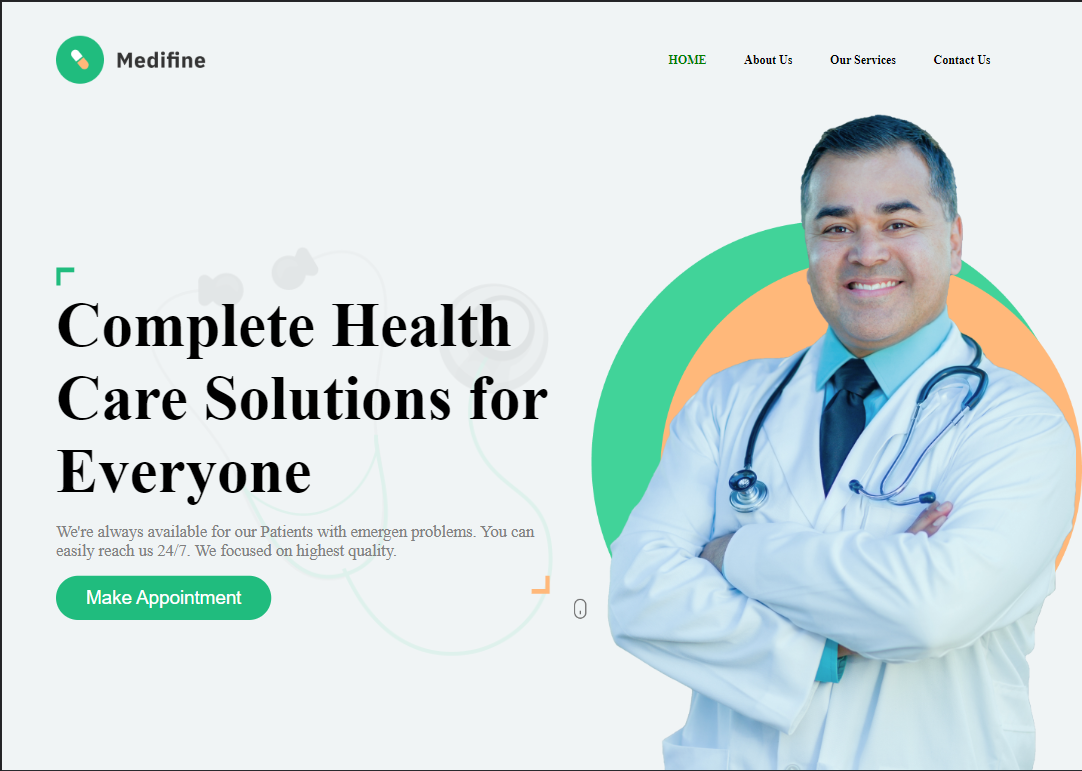 Medifine
HOME About Us Our Services Contact Us
Complete Health
Care Solutions for
Everyone
We're always available for our Patients with emergen problems. You can
easily reach us 24/7. We focused on highest quality.
Make Appointment